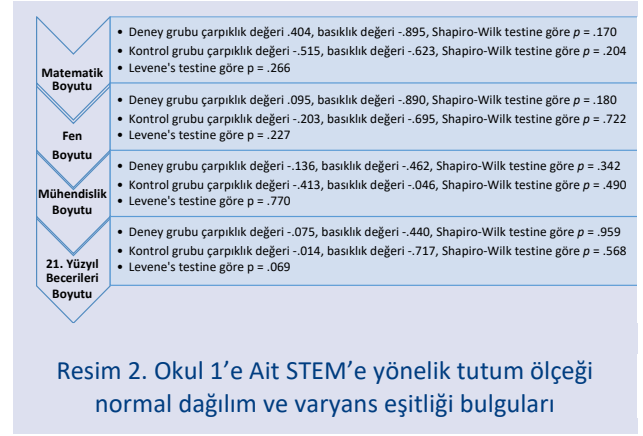 • Deney grubu çarpıklık değeri .404, basıklık değeri -.895, Shapiro-Wilk testine göre p = .170
• Kontrol grubu çarpıklık değeri -.515, basıklık değeri -.623, Shapiro-Wilk testine göre p = .204
• Levene's testine göre p = .266
Matematik
Boyutu
• Deney grubu çarpıklık değeri .095, basıklık değeri -.890, Shapiro-Wilk testine göre p = .180
• Kontrol grubu çarpıklık değeri -.203, basıklık değeri -.695, Shapiro-Wilk testine göre p = .722
• Levene's testine göre p = .227
Fen
Boyutu
• Deney grubu çarpıklık değeri -.136, basıklık değeri -.462, Shapiro-Wilk testine göre p = .342
• Kontrol grubu çarpıklık değeri -.413, basıklık değeri -.046, Shapiro-Wilk testine göre p = .490
• Levene's testine göre p = .770
Mühendislik
Boyutu
• Deney grubu çarpıklık değeri -.075, basıklık değeri -.440, Shapiro-Wilk testine göre p = .959
• Kontrol grubu çarpıklık değeri -.014, basıklık değeri -.717, Shapiro-Wilk testine göre p = .568
• Levene's testine göre p = .069
21. Yüzyıl
Becerileri
Boyutu
Resim 2. Okul 1’e Ait STEM’e yönelik tutum ölçeği
normal dağılım ve varyans eşitliği bulguları